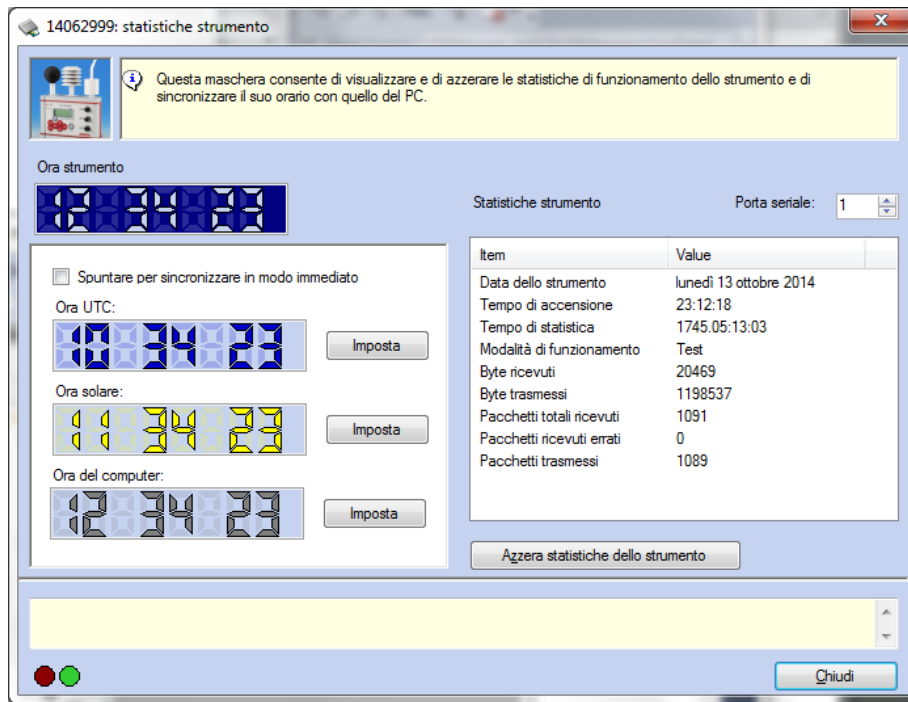 14062999: statistiche strumento
Questa maschera consente di visualizzare e di azzerare le statistiche di funzionamento dello strumento e di
sincronizzare il suo orario con quello del PC.
Ora strumento
12 34 23
Statistiche strumento
Porta seriale:
1
Spuntare per sincronizzare in modo immediato
Ora UTC:
10 34 23
Imposta
Ora solare:
11 34 23
Imposta
Ora del computer:
12 34 23
Imposta
Item Value
Data dello strumento lunedì 13 ottobre 2014
Tempo di accensione 23:12:18
Tempo di statistica 1745.05:13:03
Modalità di funzionamento Test
Byte ricevuti 20469
Byte trasmessi 1198537
Pacchetti totali ricevuti 1091
Pacchetti ricevuti errati 0
Pacchetti trasmessi 1089
Azzera statistiche dello strumento
Chiudi